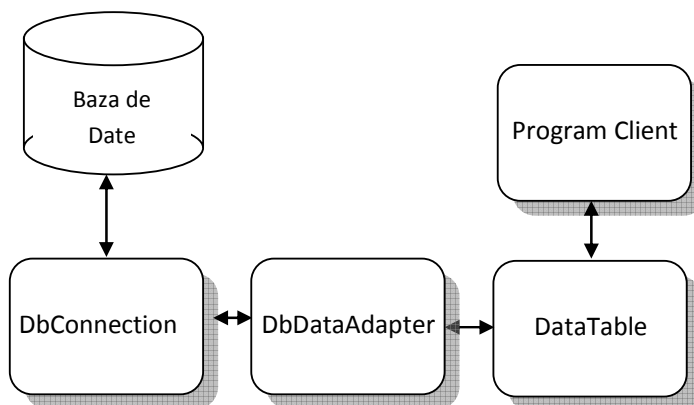 Baza de
Date
Program Client
DbConnection
DbDataAdapter
DataTable